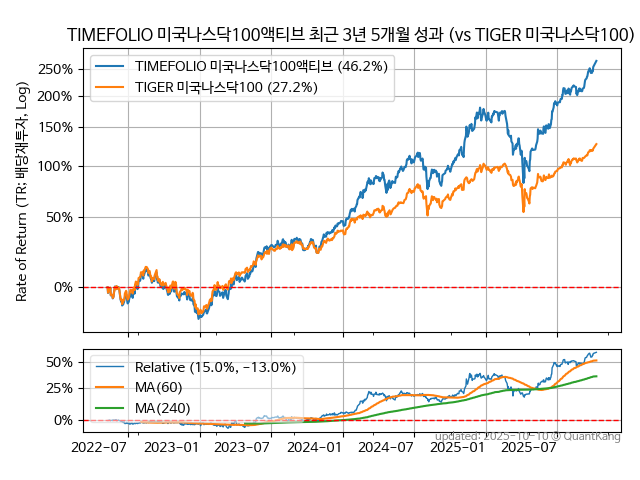 TIMEFOLIO 미국나스닥100액티브 최근 3년 5개월 성과 (vs TIGER 미국나스닥100)
Rate of Return (TR: 배당재투자, Log)
250%
200%
150%
100%
50%
0%
TIMEFOLIO 미국나스닥100액티브 (46.2%)
TIGER 미국나스닥100 (27.2%)
50%
25%
0%
Relative (15.0%, -13.0%)
MA(60)
MA(240)
2022-07 2023-01 2023-07 2024-01 2024-07 2025-01 2025-07
updated: 2025-10-10 © QuantKang